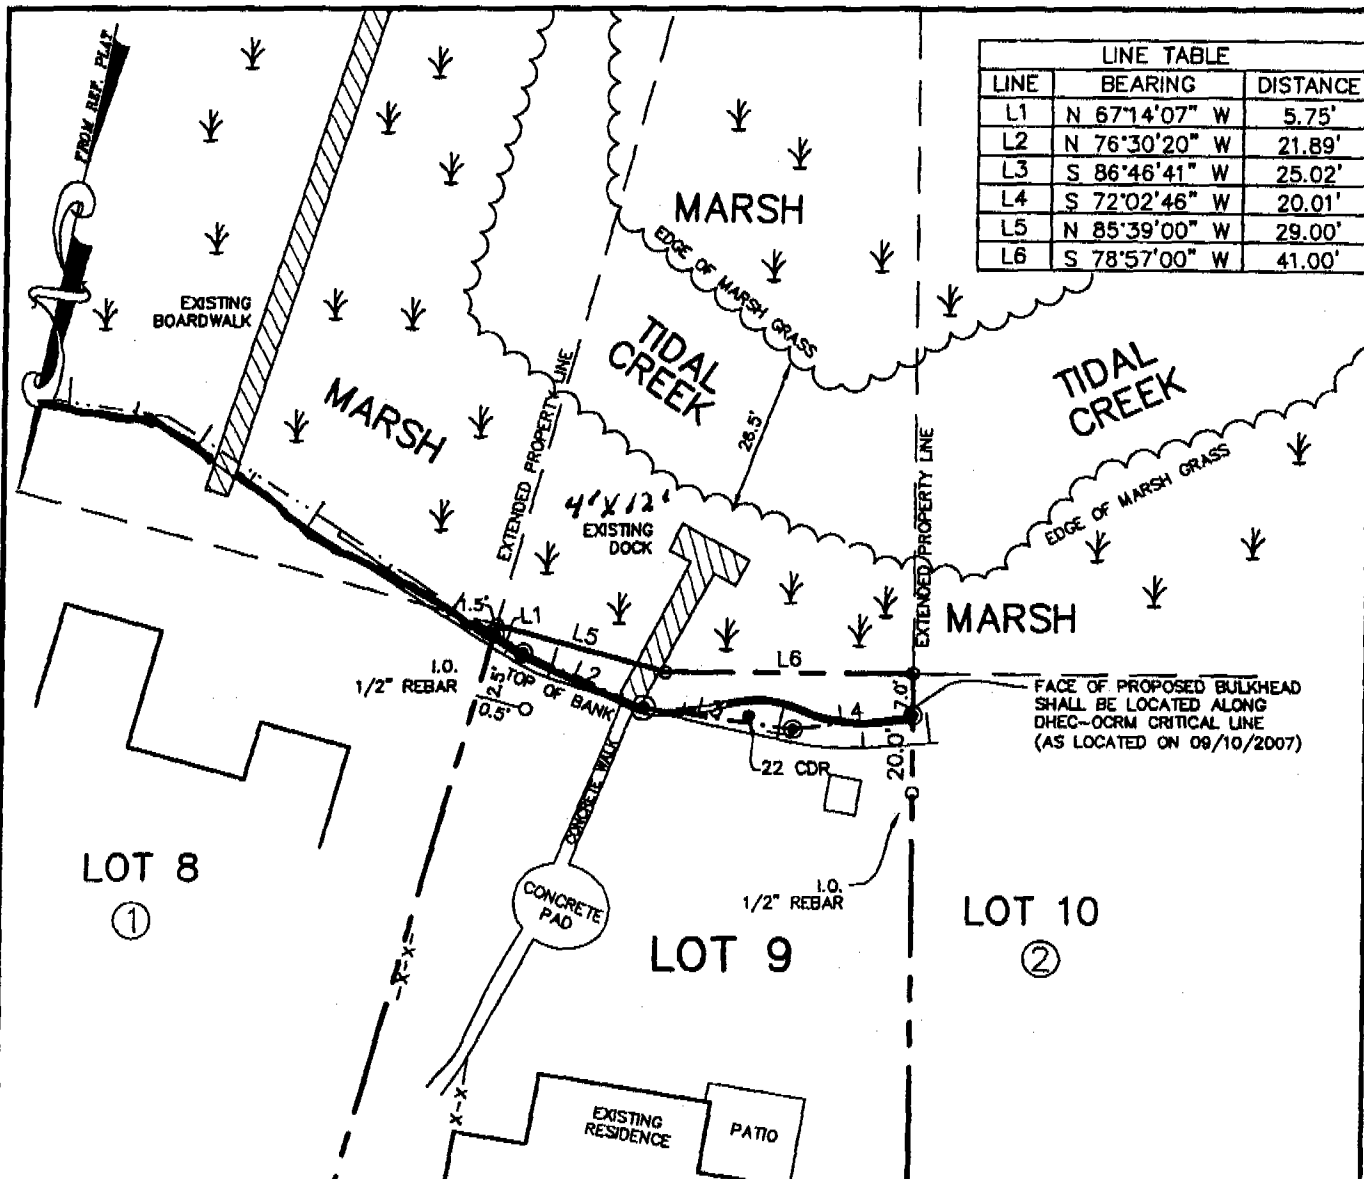 FROM REF. PLAT
LINE TABLE
LINE BEARING DISTANCE
L1 N 67°14'07" W 5.75'
L2 N 76°30'20" W 21.89'
L3 S 86°46'41" W 25.02'
L4 S 72°02'46" W 20.01'
L5 N 85°39'00" W 29.00'
L6 S 78°57'00" W 41.00'
MARSH
EDGE OF MARSH GRASS
EXISTING
BOARDWALK
TIDAL
CREEK
TIDAL
CREEK
MARSH
EXTENDED PROPERTY LINE
26.5'
EXTENDED PROPERTY LINE
EDGE OF MARSH GRASS
4'X12'
EXISTING
DOCK
MARSH
1.5'
L1
L5
L2
L6
I.O.
1/2" REBAR
2.5'
0.5'
TOP OF BANK
L3
L4
7.0'
20.0'
FACE OF PROPOSED BULKHEAD
SHALL BE LOCATED ALONG
DHEC-OCRM CRITICAL LINE
(AS LOCATED ON 09/10/2007)
22 CDR
CONCRETE WALK
LOT 8
1
I.O.
1/2" REBAR
CONCRETE
PAD
LOT 9
LOT 10
2
-x-x-
x-x-
EXISTING
RESIDENCE
PATIO